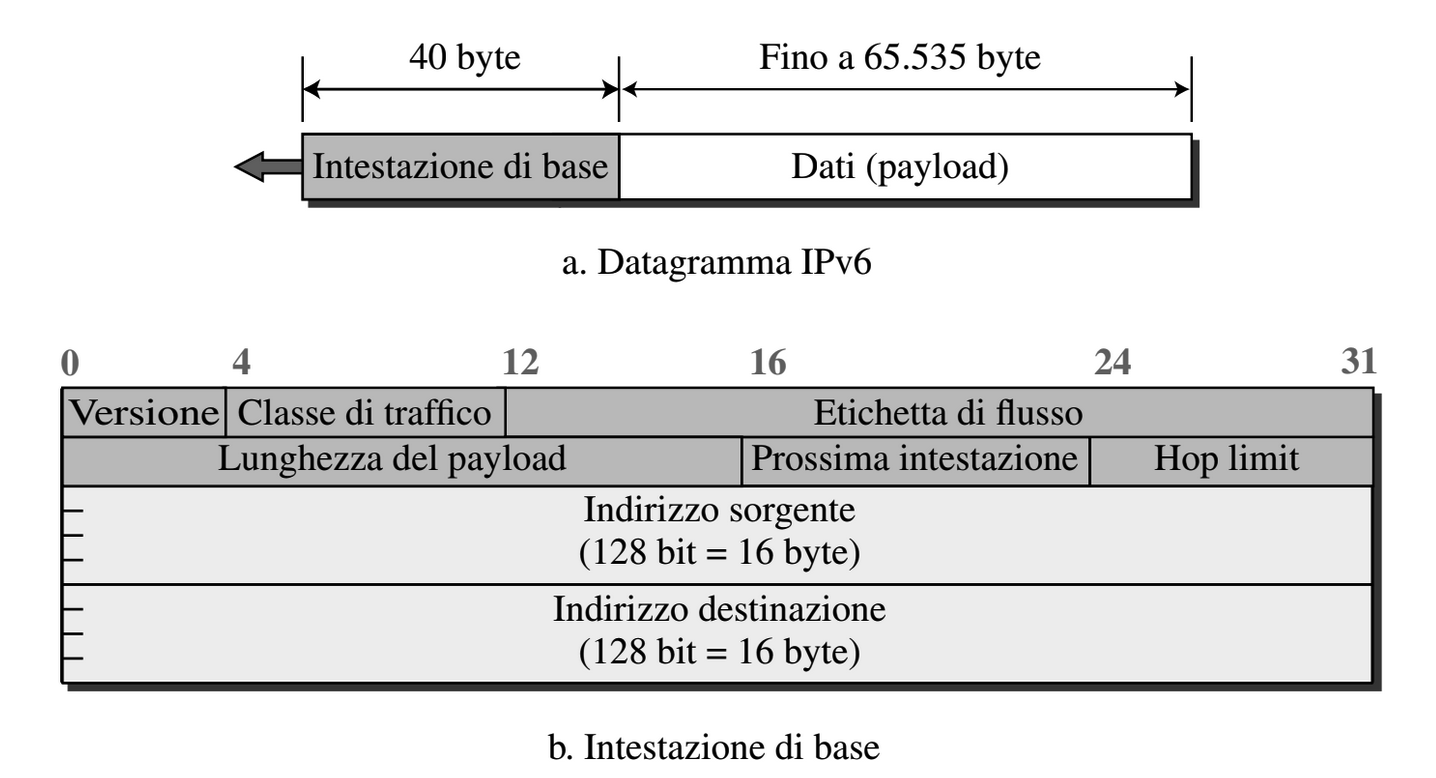 40 byte
Fino a 65.535 byte
Intestazione di base
Dati (payload)
a. Datagramma IPv6
0 4 12 16 24 31
Versione Classe di traffico Etichetta di flusso
Lunghezza del payload Prossima intestazione Hop limit
Indirizzo sorgente
(128 bit = 16 byte)
Indirizzo destinazione
(128 bit = 16 byte)
b. Intestazione di base